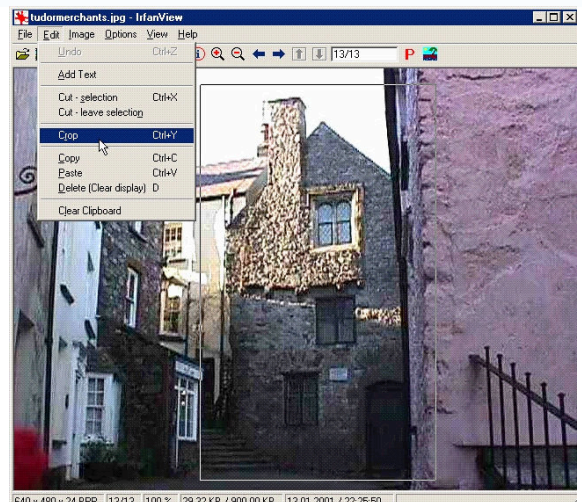 tudormerchants.jpg - IrfanView
File Edit Image Options View Help
Undo Ctrl+Z
13/13 P
Add Text
Cut - selection Ctrl+X
Cut - leave selection
Crop Ctrl+Y
Copy Ctrl+C
Paste Ctrl+V
Delete (Clear display) D
Clear Clipboard
640 x 480 x 24 BPP 13/13 100 % 29.32 KB / 900.00 KB 12.01.2001 / 22:25:50